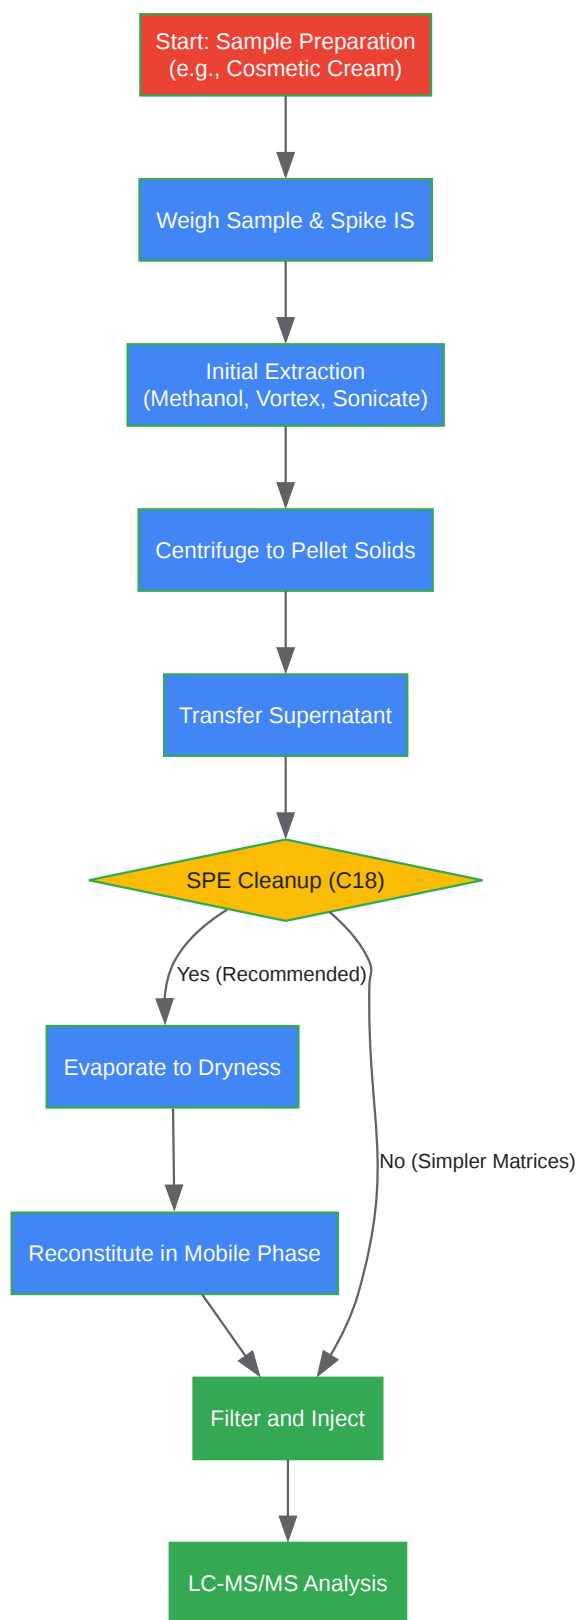 Start: Sample Preparation
(e.g., Cosmetic Cream)
Weigh Sample & Spike IS
Initial Extraction
(Methanol, Vortex, Sonicate)
Centrifuge to Pellet Solids
Transfer Supernatant
SPE Cleanup (C18)
Yes (Recommended)
Evaporate to Dryness
No (Simpler Matrices)
Reconstitute in Mobile Phase
Filter and Inject
LC-MS/MS Analysis